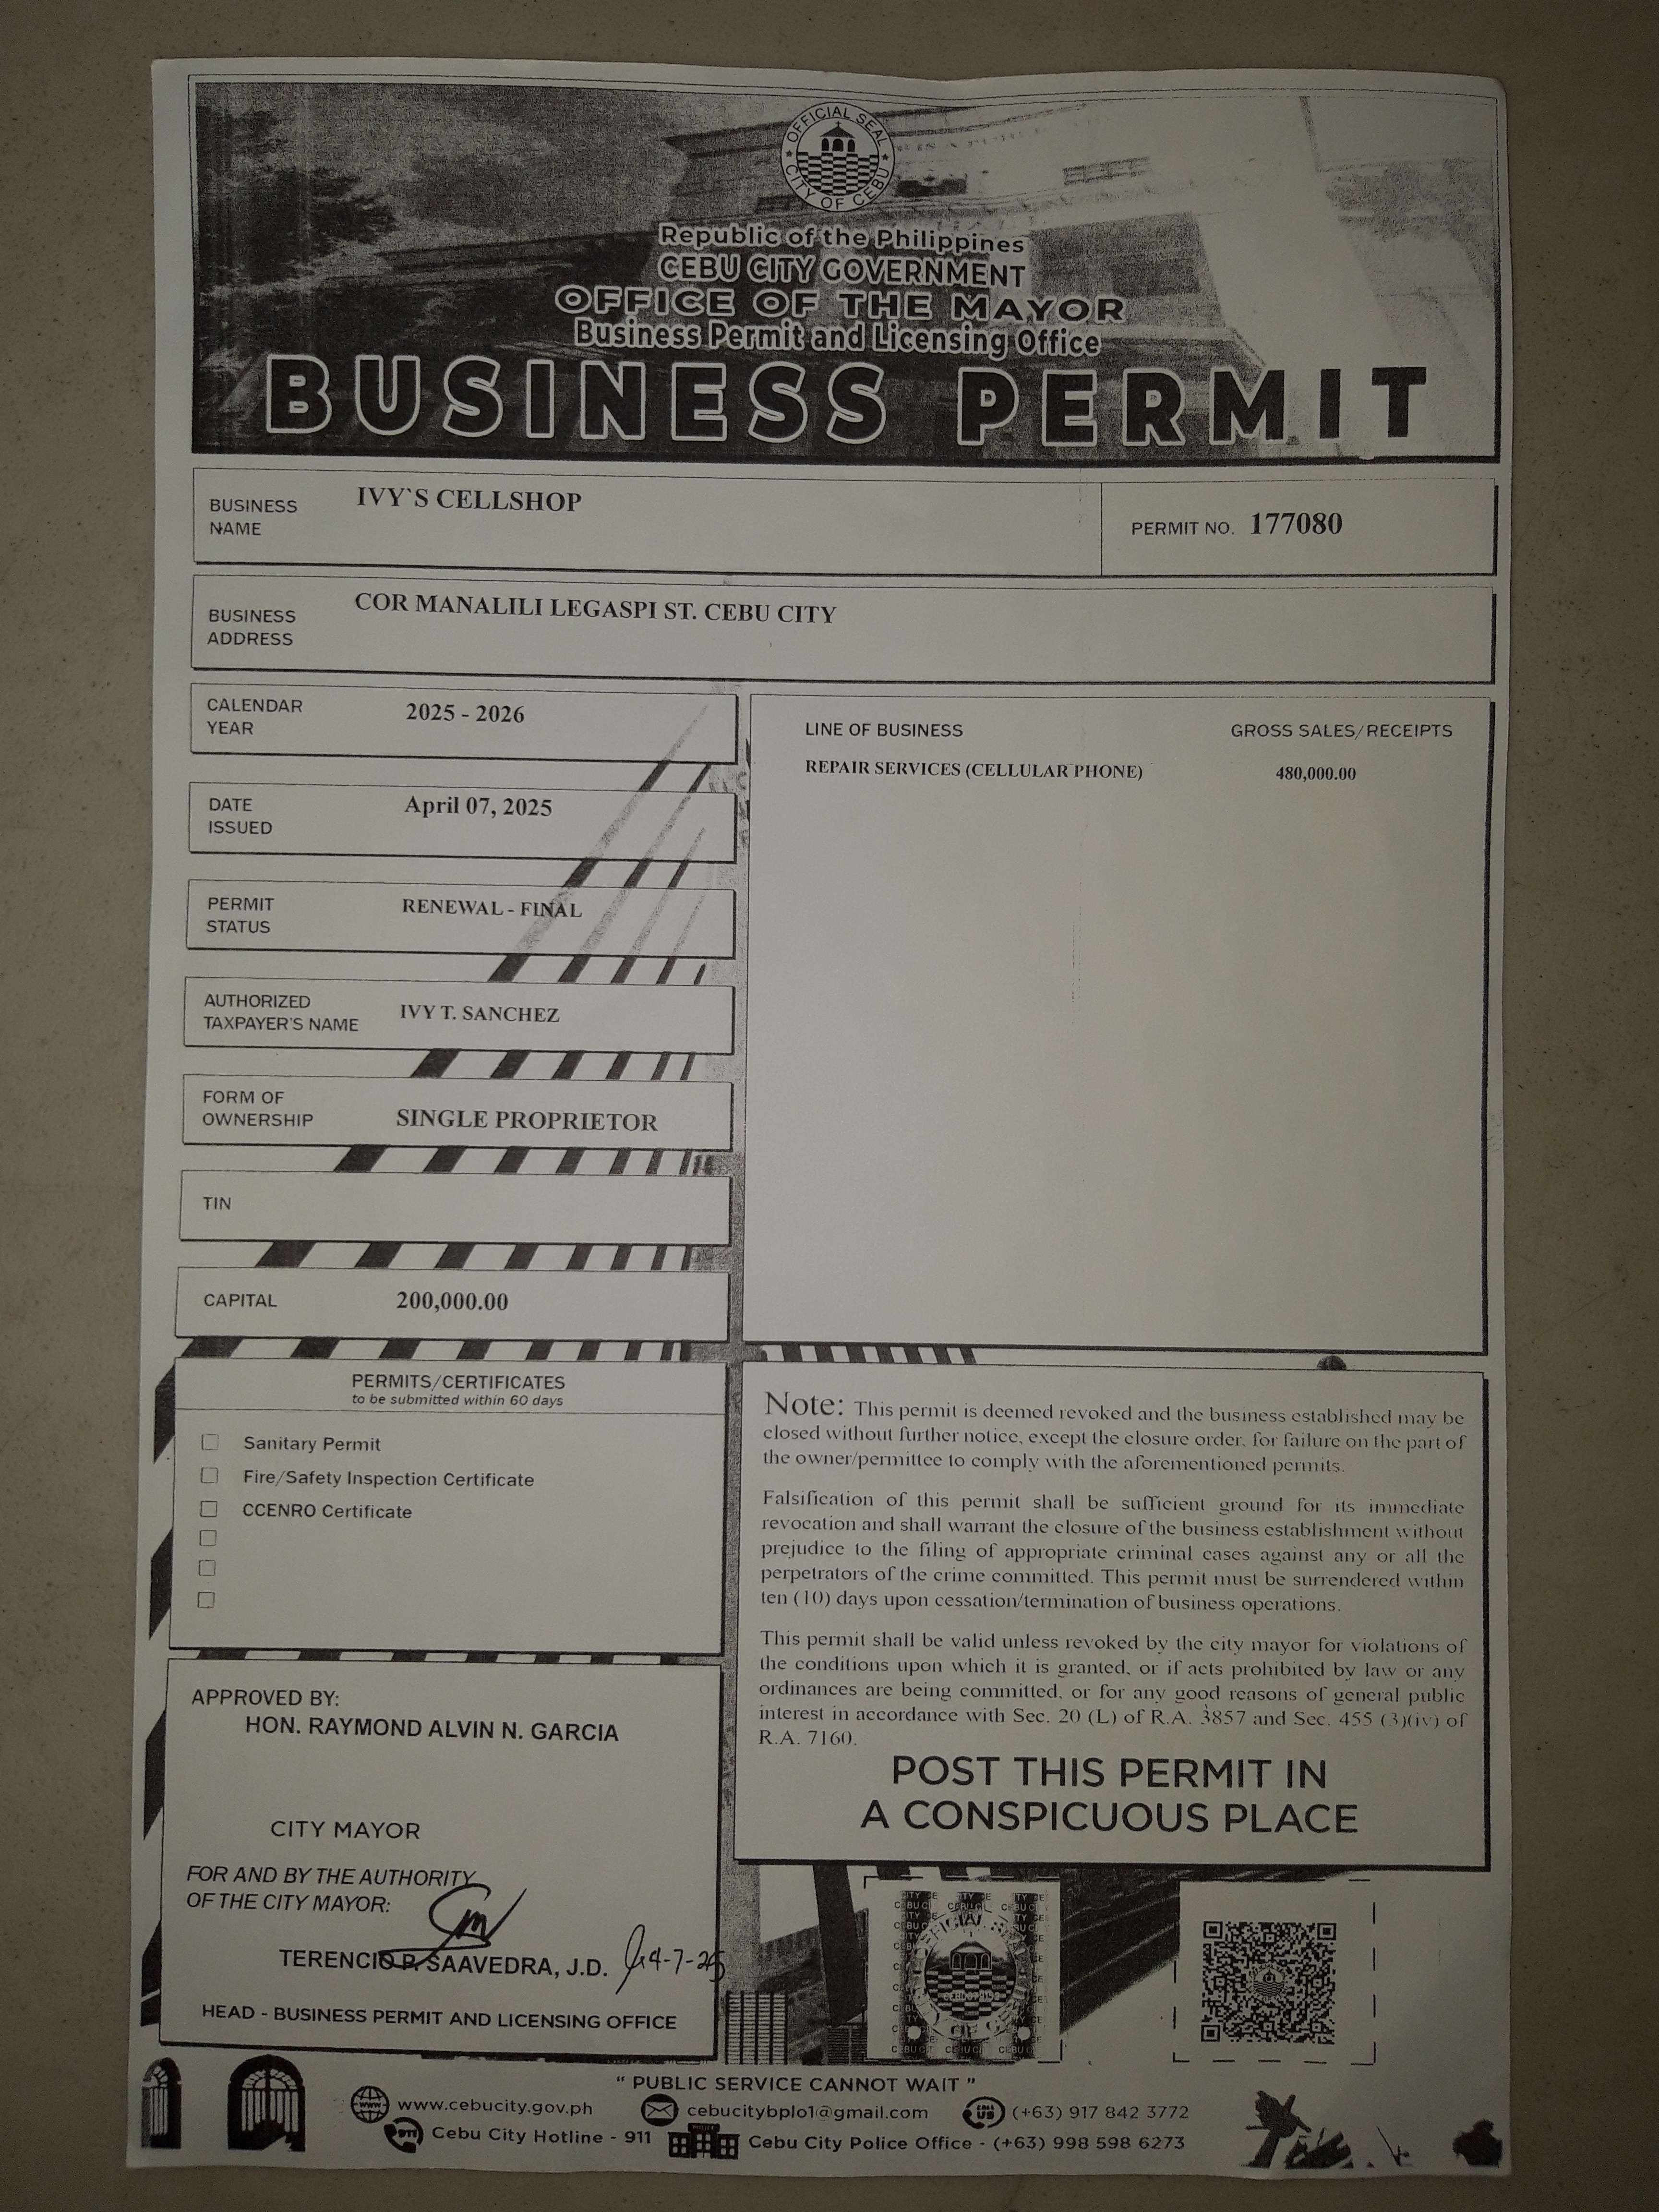 OFFICIAL SEAL
CITY OF CEBU
Republic of the Philippines
CEBU CITY GOVERNMENT
OFFICE OF THE MAYOR
Business Permit and Licensing Office
BUSINESS PERMIT
BUSINESS NAME IVY`S CELLSHOP
PERMIT NO. 177080
BUSINESS ADDRESS COR MANALILI LEGASPI ST. CEBU CITY
CALENDAR YEAR 2025 - 2026
DATE ISSUED April 07, 2025
PERMIT STATUS RENEWAL - FINAL
AUTHORIZED TAXPAYER'S NAME IVY T. SANCHEZ
FORM OF OWNERSHIP SINGLE PROPRIETOR
TIN
CAPITAL 200,000.00
LINE OF BUSINESS GROSS SALES/RECEIPTS
REPAIR SERVICES (CELLULAR PHONE) 480,000.00
PERMITS/CERTIFICATES
to be submitted within 60 days
Sanitary Permit
Fire/Safety Inspection Certificate
CCENRO Certificate
Note: This permit is deemed revoked and the business established may be
closed without further notice, except the closure order, for failure on the part of
the owner/permittee to comply with the aforementioned permits.
Falsification of this permit shall be sufficient ground for its immediate
revocation and shall warrant the closure of the business establishment without
prejudice to the filing of appropriate criminal cases against any or all the
perpetrators of the crime committed. This permit must be surrendered within
ten (10) days upon cessation/termination of business operations.
This permit shall be valid unless revoked by the city mayor for violations of
the conditions upon which it is granted, or if acts prohibited by law or any
ordinances are being committed, or for any good reasons of general public
interest in accordance with Sec. 20 (L) of R.A. 3857 and Sec. 455 (3)(iv) of
R.A. 7160.
POST THIS PERMIT IN
A CONSPICUOUS PLACE
APPROVED BY:
HON. RAYMOND ALVIN N. GARCIA
CITY MAYOR
FOR AND BY THE AUTHORITY
OF THE CITY MAYOR:
TERENCIO P. SAAVEDRA, J.D. 4-7-25
HEAD - BUSINESS PERMIT AND LICENSING OFFICE
" PUBLIC SERVICE CANNOT WAIT "
www.cebucity.gov.ph cebucitybplo1@gmail.com CALL US (+63) 917 842 3772
911 Cebu City Hotline - 911 Cebu City Police Office - (+63) 998 598 6273